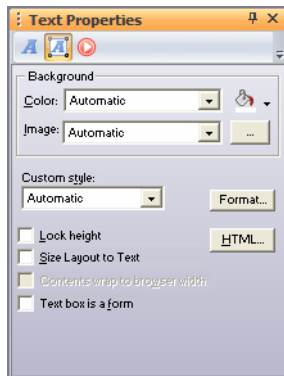 Text Properties
A A
Background
Color: Automatic
Image: Automatic ...
Custom style:
Automatic Format...
Lock height HTML...
Size Layout to Text
Contents wrap to browser width
Text box is a form